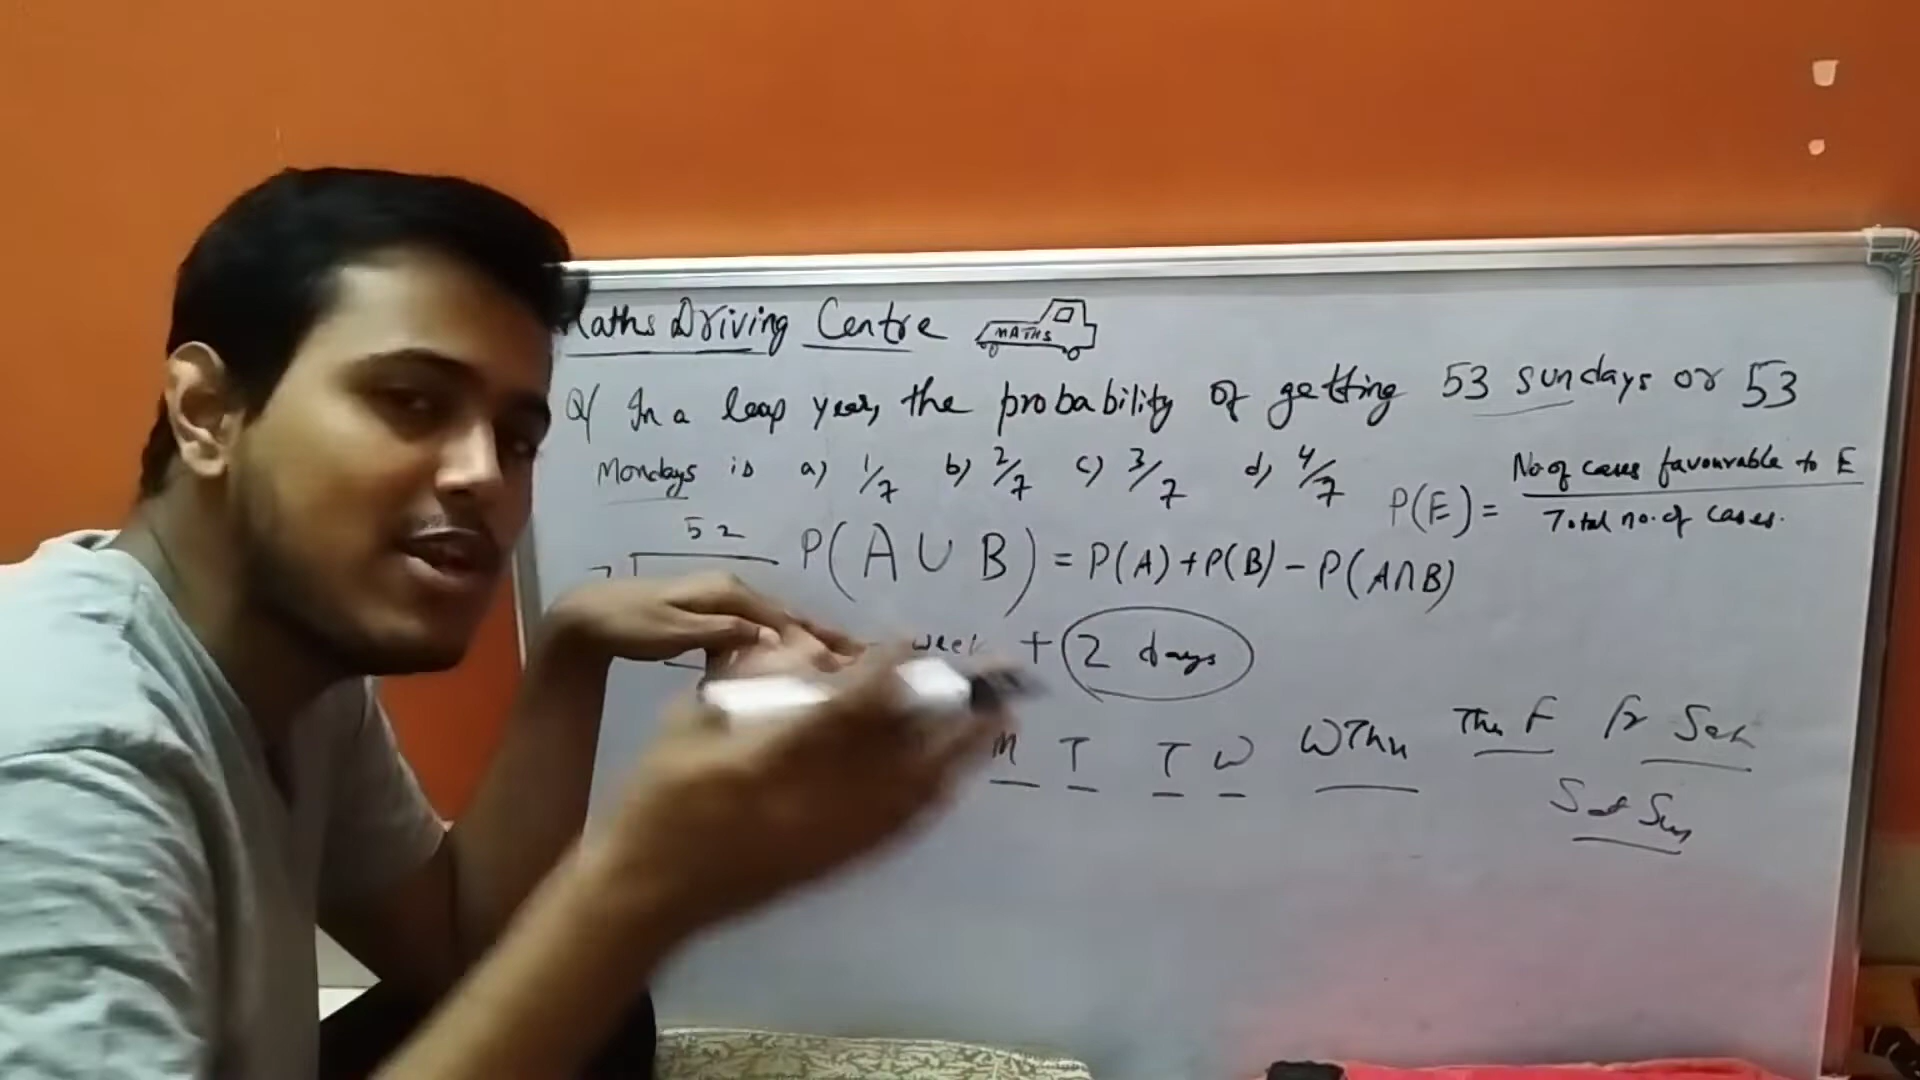 Maths Driving Centre MATHS
Q/ In a leap year, the probability of getting 53 sundays or 53
Mondays is a) 1/7 b) 2/7 c) 3/7 d) 4/7
P(E) = No. of cases favourable to E / Total no. of cases.
52
P(A ∪ B) = P(A) + P(B) - P(A∩B)
week + 2 days
M T T W W Thu Thu F Fr Sat
Sat Sun